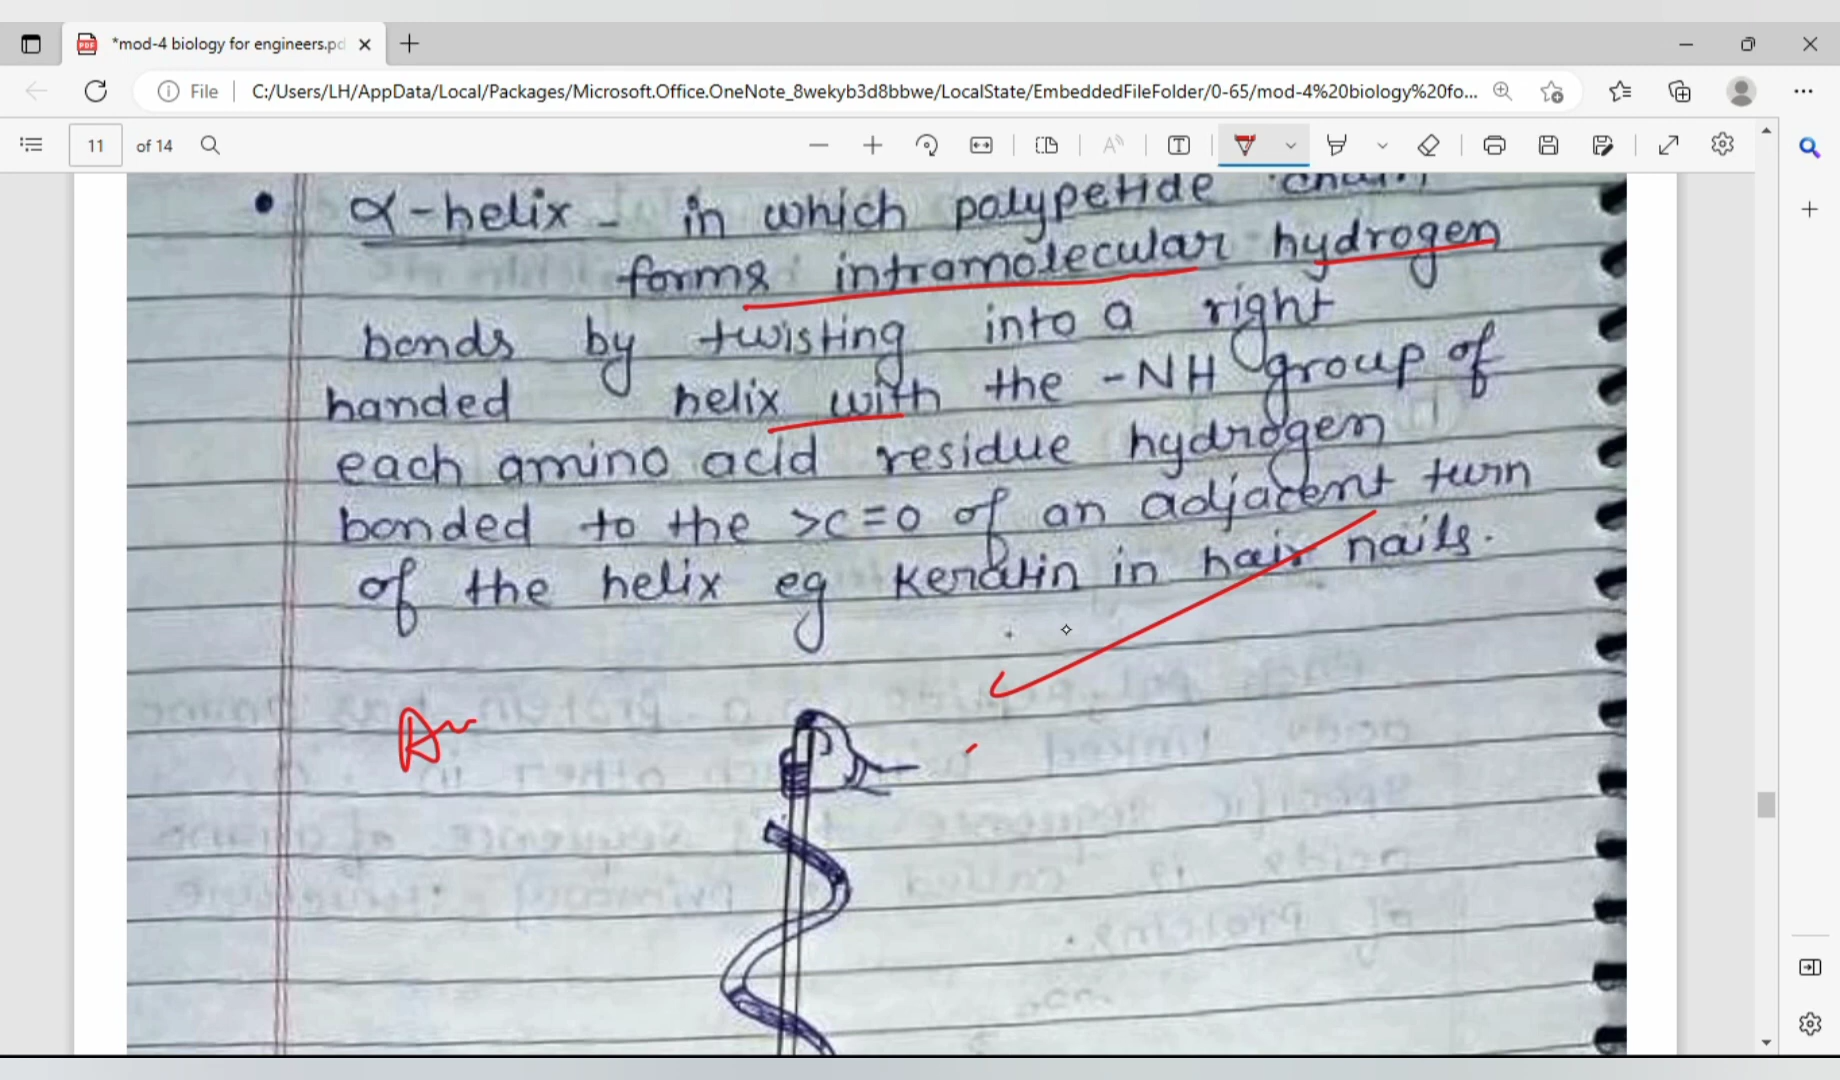 *mod-4 biology for engineers.pd
File
C:/Users/LH/AppData/Local/Packages/Microsoft.Office.OneNote_8wekyb3d8bbwe/LocalState/EmbeddedFileFolder/0-65/mod-4%20biology%20fo...
11 of 14
• α-helix - in which polypetide chain
forms intramolecular hydrogen
bonds by twisting into a right
handed helix with the -NH group of
each amino acid residue hydrogen
bonded to the >c=0 of an adjacent turn
of the helix eg keratin in hair nails.